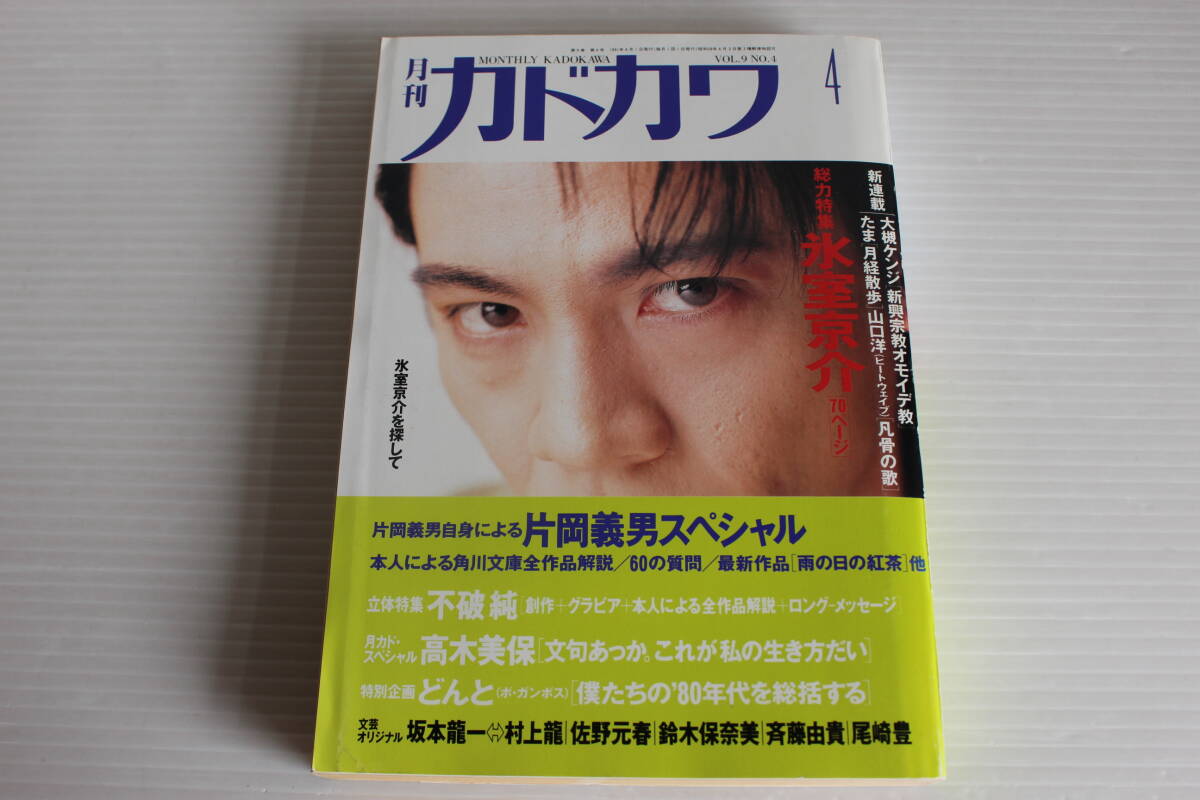 MONTHLY KADOKAWA
VOL.9 NO.4
月刊
カドカワ
4
新連載
大槻ケンヂ[新興宗教オモイデ教]
たま[月経散歩]山口洋(ヒートウェイブ)[凡骨の歌]
総力特集
氷室京介
[70ページ]
氷室京介を探して
片岡義男自身による片岡義男スペシャル
本人による角川文庫全作品解説/60の質問/最新作品[雨の日の紅茶]他
立体特集 不破純[創作+グラビア+本人による全作品解説+ロング-メッセージ]
月カド・スペシャル 高木美保[文句あっか。これが私の生き方だい]
特別企画 どんと(ボ・ガンボス)[僕たちの'80年代を総括する]
文芸オリジナル 坂本龍一⇔村上龍|佐野元春|鈴木保奈美|斉藤由貴|尾崎豊